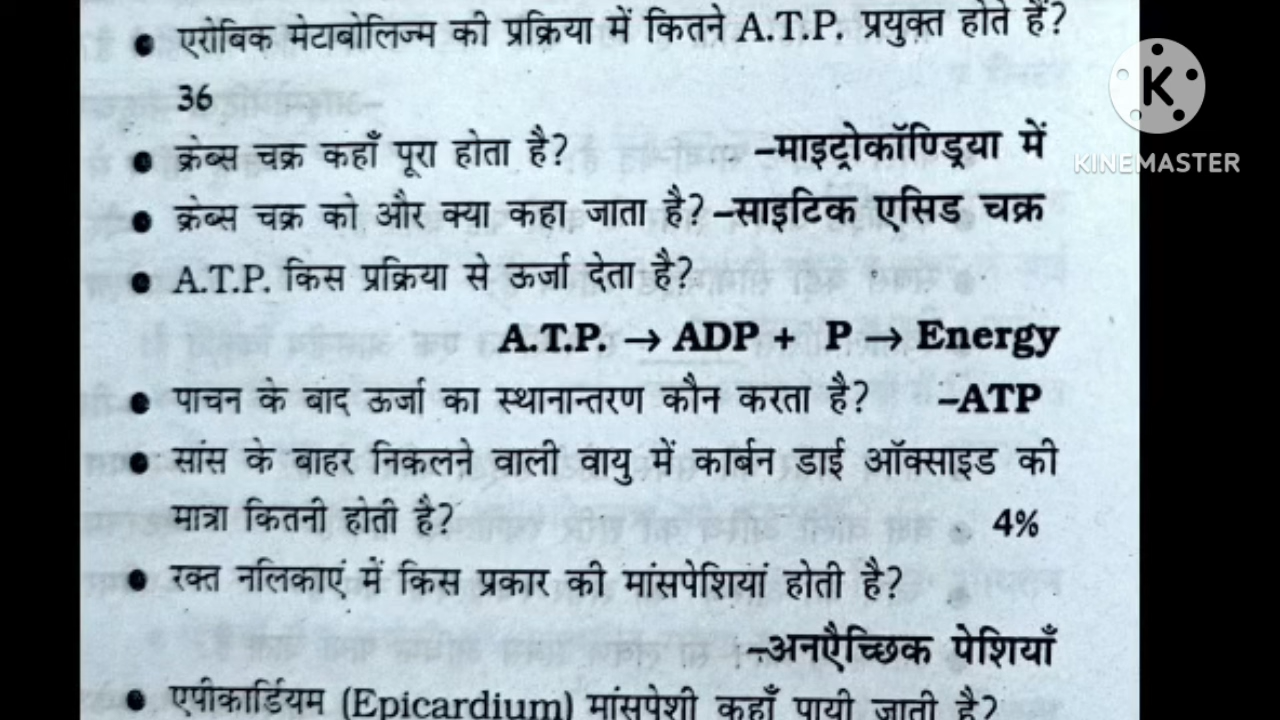 ● एरोबिक मेटाबोलिज्म की प्रक्रिया में कितने A.T.P. प्रयुक्त होते हैं?
36
● क्रेब्स चक्र कहाँ पूरा होता है? –माइट्रोकॉण्ड्रिया में
● क्रेब्स चक्र को और क्या कहा जाता है? –साइटिक एसिड चक्र
● A.T.P. किस प्रक्रिया से ऊर्जा देता है?
A.T.P. → ADP + P → Energy
● पाचन के बाद ऊर्जा का स्थानान्तरण कौन करता है? –ATP
● सांस के बाहर निकलने वाली वायु में कार्बन डाई ऑक्साइड की
मात्रा कितनी होती है? 4%
● रक्त नलिकाएं में किस प्रकार की मांसपेशियां होती है?
–अनएैच्छिक पेशियाँ
● एपीकार्डियम (Epicardium) मांसपेशी कहाँ पायी जाती है?
K
KINEMASTER